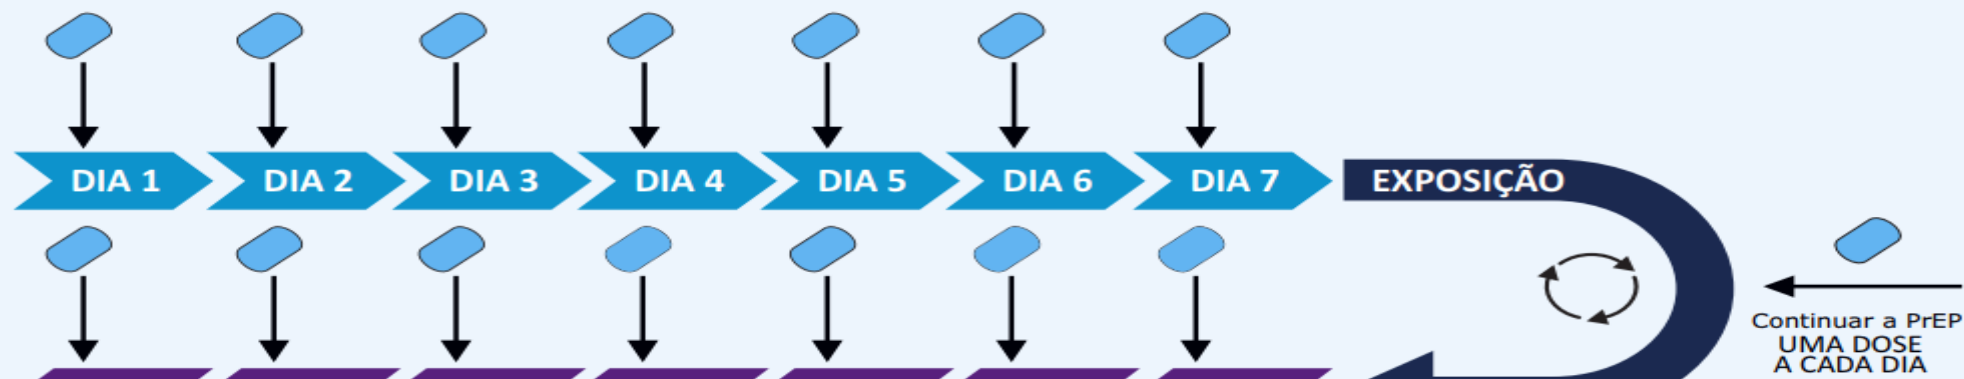 DIA 1 DIA 2 DIA 3 DIA 4 DIA 5 DIA 6 DIA 7 EXPOSIÇÃO
Continuar a PrEP
UMA DOSE
A CADA DIA